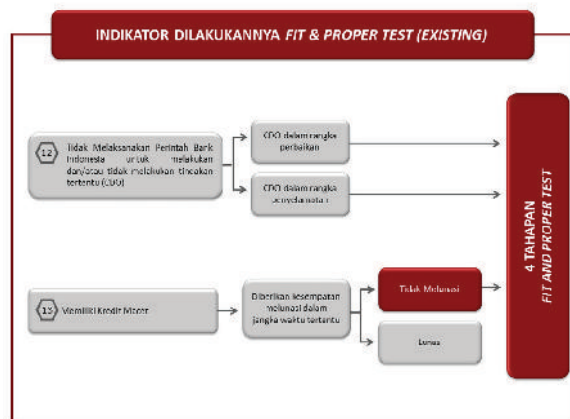 INDIKATOR DILAKUKANNYA FIT & PROPER TEST (EXISTING)
12
Tidak Melaksanakan Perintah Bank
Indonesia untuk melakukan
dan/atau tidak melakukan tindakan
tertentu (CDO)
CDO dalam rangka
perbaikan
CDO dalam rangka
penyelamatan
13
Memiliki Kredit Macet
Diberikan kesempatan
melunasi dalam
jangka waktu tertentu
Tidak Melunasi
Lunas
4 TAHAPAN
FIT AND PROPER TEST